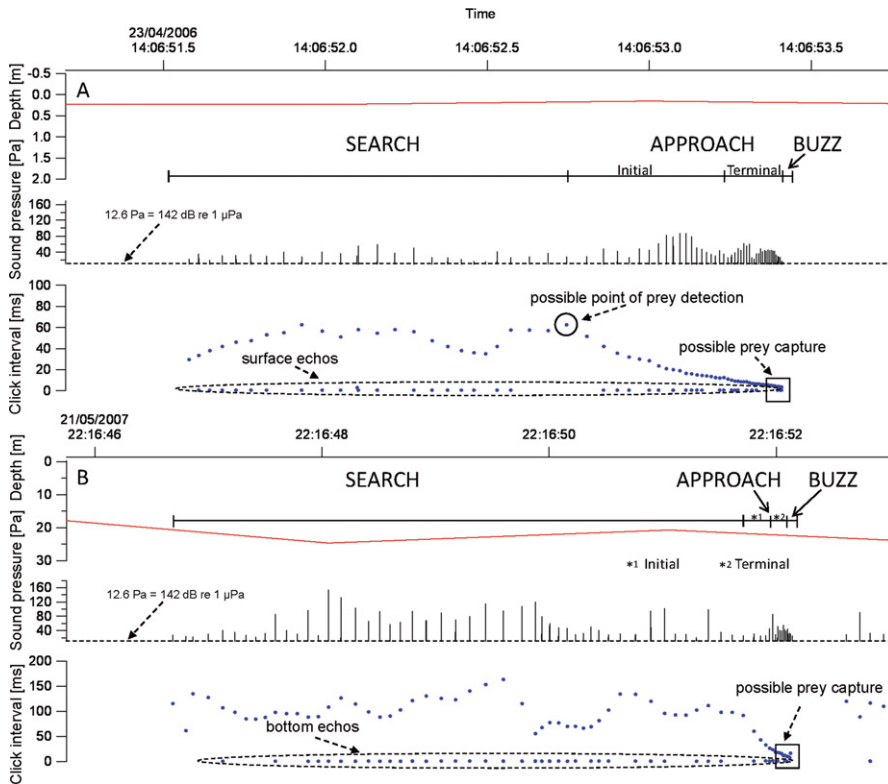 Time
23/04/2006
14:06:51.5 14:06:52.0 14:06:52.5 14:06:53.0 14:06:53.5
A
Depth [m]
-0.5
0.0
0.5
1.0
1.5
2.0
SEARCH APPROACH BUZZ
Initial Terminal
Sound pressure [Pa]
160
120
80
40
12.6 Pa = 142 dB re 1 µPa
Click interval [ms]
100
80
60
40
20
0
possible point of prey detection
surface echos
possible prey capture
21/05/2007
22:16:46 22:16:48 22:16:50 22:16:52
B
Depth [m]
0
10
20
30
SEARCH APPROACH BUZZ
*1 *2
*1 Initial *2 Terminal
Sound pressure [Pa]
160
120
80
40
12.6 Pa = 142 dB re 1 µPa
Click interval [ms]
200
150
100
50
0
bottom echos
possible prey capture